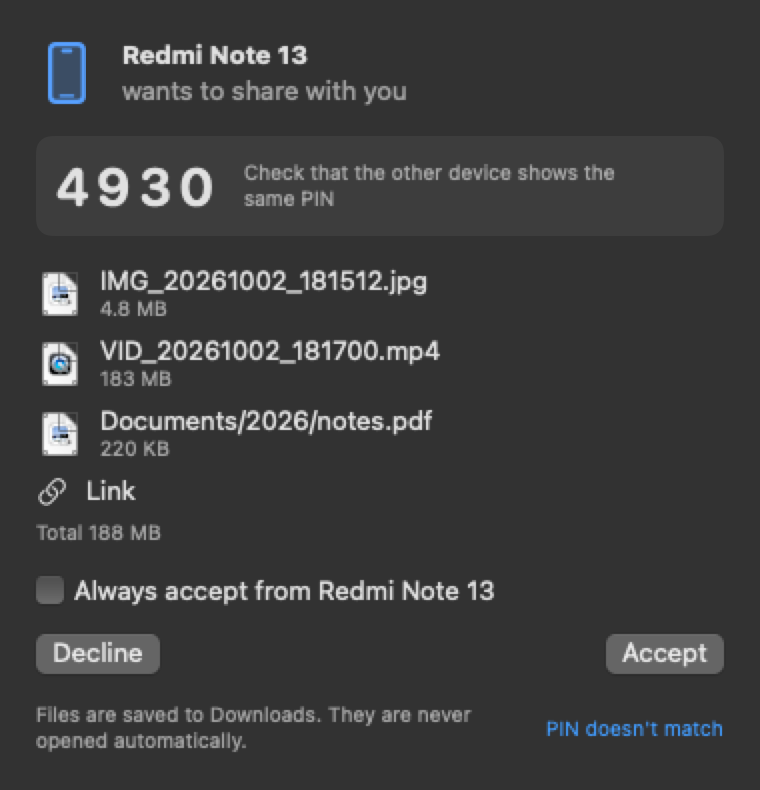 Redmi Note 13
wants to share with you
4930
Check that the other device shows the
same PIN
IMG_20261002_181512.jpg
4.8 MB
VID_20261002_181700.mp4
183 MB
Documents/2026/notes.pdf
220 KB
Link
Total 188 MB
Always accept from Redmi Note 13
Decline
Accept
Files are saved to Downloads. They are never
opened automatically.
PIN doesn't match